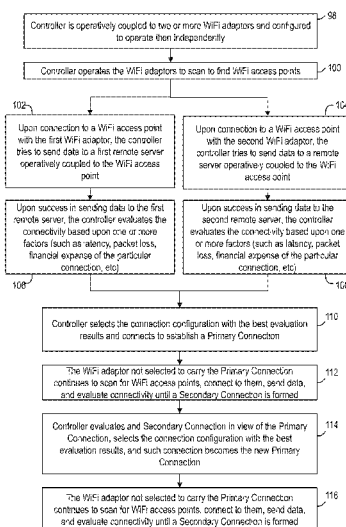 Controller is operatively coupled to two or more WiFi adaptors and configured
to operate then independently
98
Controller operates the WiFi adaptors to scan to find WiFi access points
100
102
Upon connection to a WiFi access point
with the first WiFi adaptor, the controller
tries to send data to a first remote server
operatively coupled to the WiFi access
point
104
Upon connection to a WiFi access point
with the second WiFi adaptor, the
controller tries to send data to a remote
server operatively coupled to the WiFi
access point
Upon success in sending data to the first
remote server, the controller evaluates the
connectivity based upon one or more
factors (such as latency, packet loss,
financial expense of the particular
connection, etc)
106
Upon success in sending data to the
second remote server, the controller
evaluates the connectivity based upon one
or more factors (such as latency, packet
loss, financial expense of the particular
connection, etc)
108
Controller selects the connection configuration with the best evaluation
results and connects to establish a Primary Connection
110
The WiFi adaptor not selected to carry the Primary Connection
continues to scan for WiFi access points, connect to them, send data,
and evaluate connectivity until a Secondary Connection is formed
112
Controller evaluates and Secondary Connection in view of the Primary
Connection, selects the connection configuration with the best
evaluation results, and such connection becomes the new Primary
Connection
114
The WiFi adaptor not selected to carry the Primary Connection
continues to scan for WiFi access points, connect to them, send data,
and evaluate connectivity until a Secondary Connection is formed
116